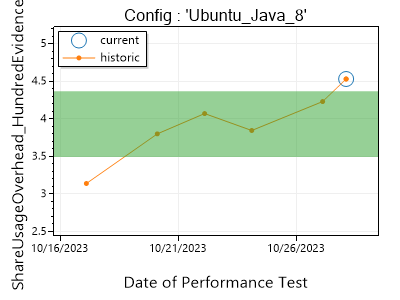 Config : 'Ubuntu_Java_8'
current
historic
ShareUsageOverhead_HundredEvidence
5
4.5
4
3.5
3
2.5
10/16/2023
10/21/2023
10/26/2023
Date of Performance Test